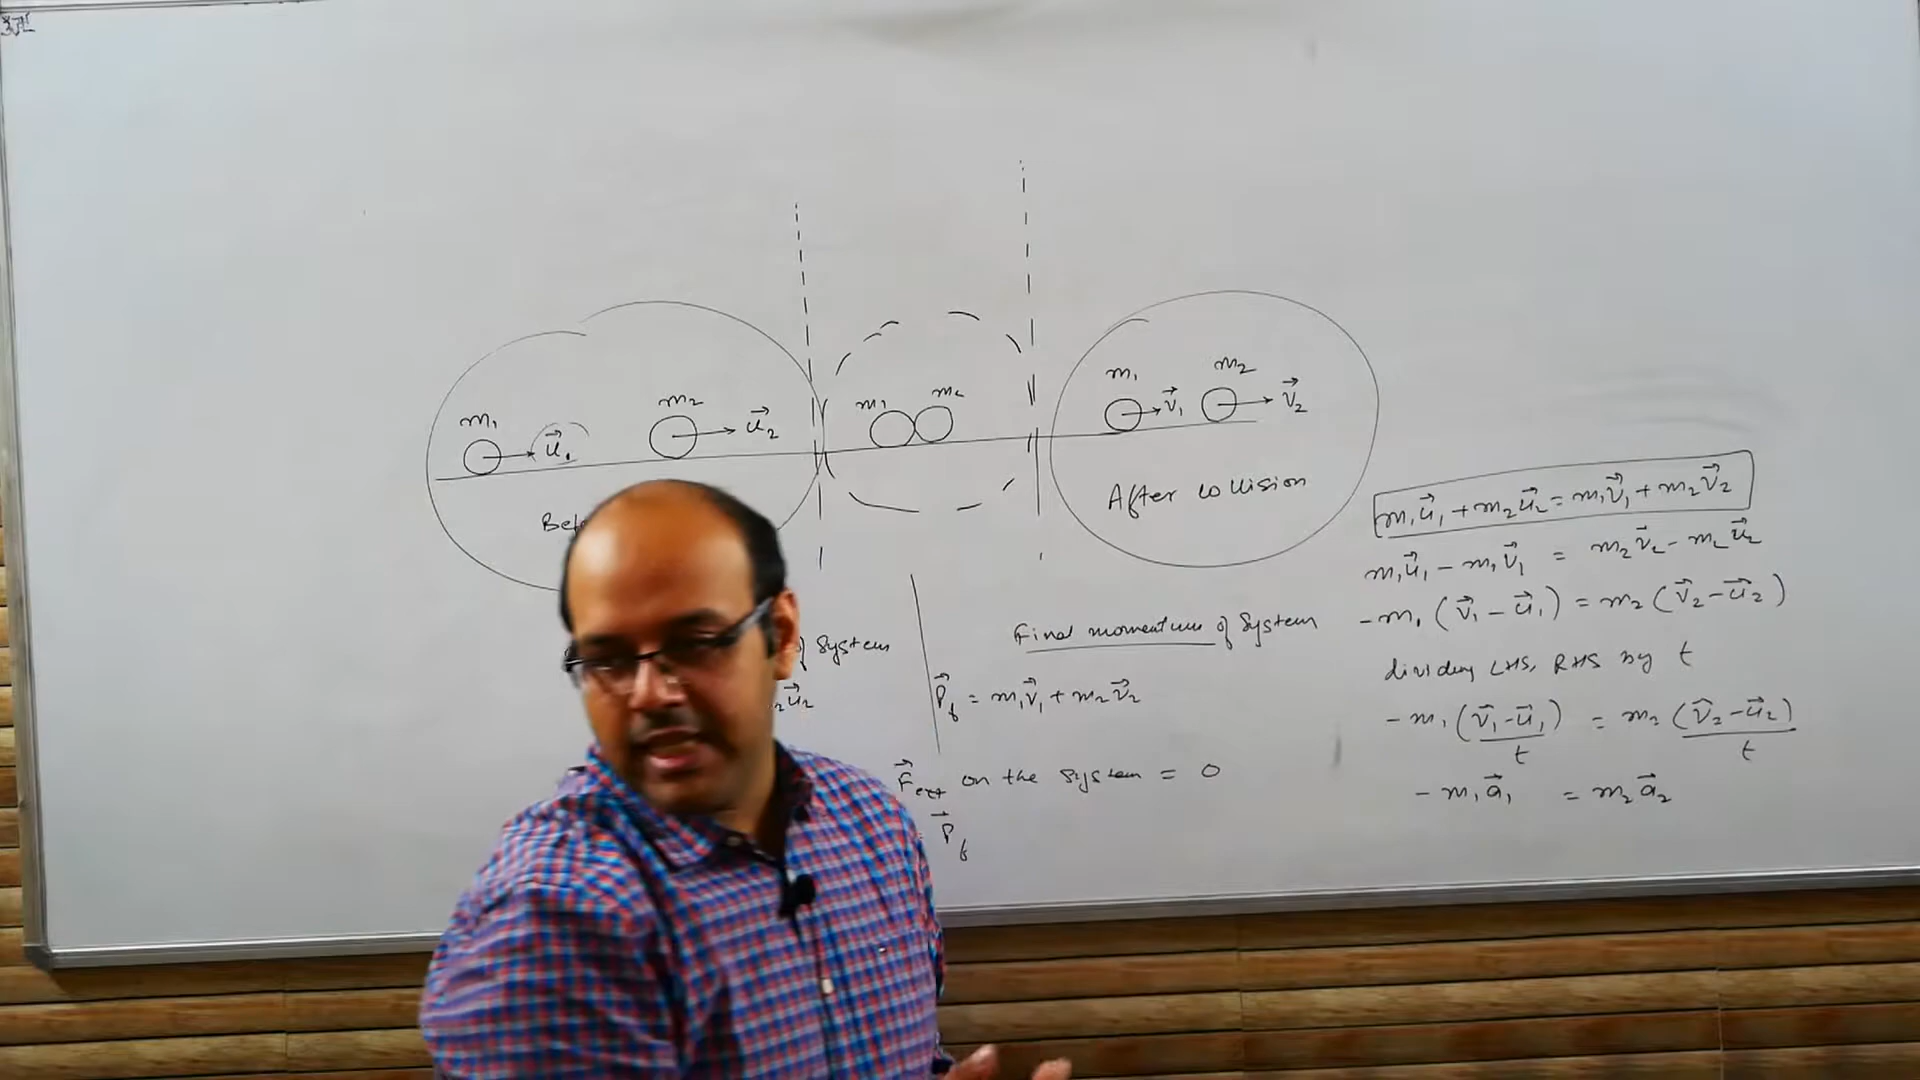 m₁
u⃗₁
m₂
u⃗₂
m₁
m₂
m₁
v⃗₁
m₂
v⃗₂
After collision
of system
u⃗₂
Final momentum of system
P⃗f = m₁v⃗₁ + m₂v⃗₂
F⃗ext on the system = 0
P⃗f
m₁u⃗₁ + m₂u⃗₂ = m₁v⃗₁ + m₂v⃗₂
m₁u⃗₁ - m₁v⃗₁ = m₂v⃗₂ - m₂u⃗₂
- m₁ (v⃗₁ - u⃗₁) = m₂ (v⃗₂ - u⃗₂)
dividing LHS, RHS by t
- m₁ (v⃗₁ - u⃗₁) / t = m₂ (v⃗₂ - u⃗₂) / t
- m₁a⃗₁ = m₂a⃗₂